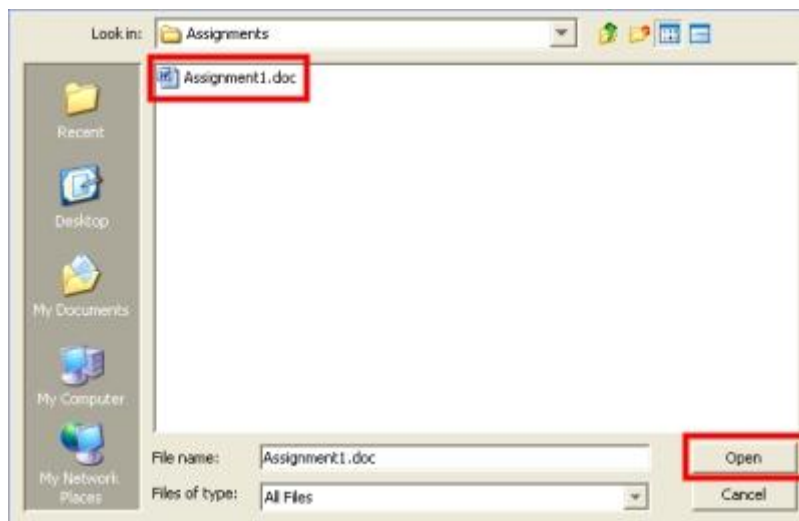 Look in: Assignments
Assignment1.doc
Recent
Desktop
My Documents
My Computer
My Network
Places
File name: Assignment1.doc Open
Files of type: All Files Cancel